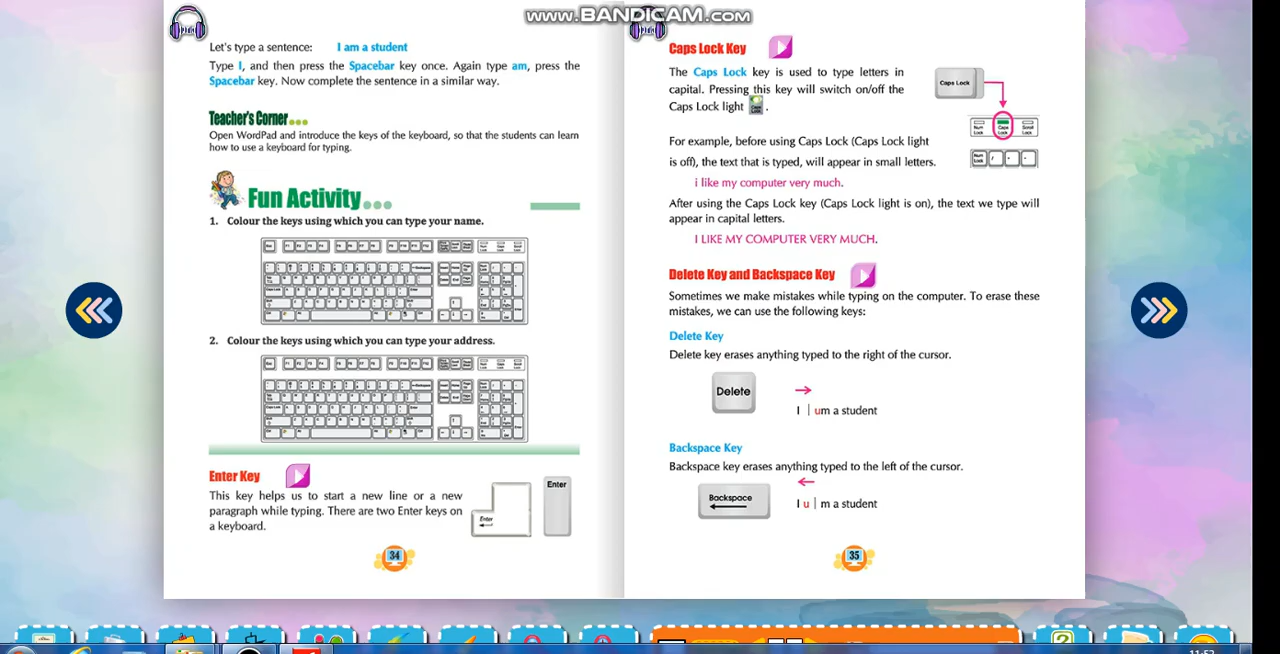 www.BANDICAM.com
Let's type a sentence: I am a student
Type I, and then press the Spacebar key once. Again type am, press the
Spacebar key. Now complete the sentence in a similar way.
Teacher's Corner...
Open WordPad and introduce the keys of the keyboard, so that the students can learn
how to use a keyboard for typing.
Fun Activity...
1. Colour the keys using which you can type your name.
2. Colour the keys using which you can type your address.
Enter Key
This key helps us to start a new line or a new
paragraph while typing. There are two Enter keys on
a keyboard.
Enter
Enter
34
Caps Lock Key
The Caps Lock key is used to type letters in
capital. Pressing this key will switch on/off the
Caps Lock light .
Caps Lock
Num Lock
Caps Lock
Scroll Lock
Num Lock
For example, before using Caps Lock (Caps Lock light
is off), the text that is typed, will appear in small letters.
i like my computer very much.
After using the Caps Lock key (Caps Lock light is on), the text we type will
appear in capital letters.
I LIKE MY COMPUTER VERY MUCH.
Delete Key and Backspace Key
Sometimes we make mistakes while typing on the computer. To erase these
mistakes, we can use the following keys:
Delete Key
Delete key erases anything typed to the right of the cursor.
Delete
I | um a student
Backspace Key
Backspace key erases anything typed to the left of the cursor.
Backspace
I u | m a student
35